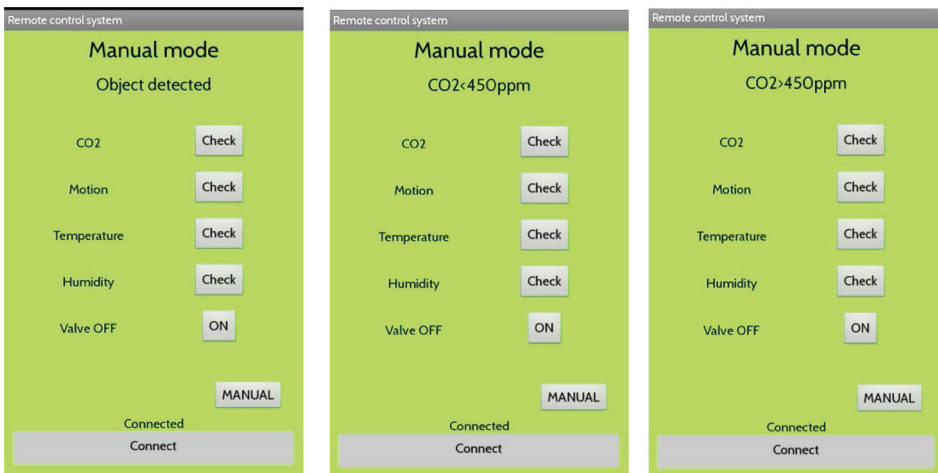 Remote control system
Manual mode
Object detected
CO2 Check
Motion Check
Temperature Check
Humidity Check
Valve OFF ON
MANUAL
Connected
Connect
Remote control system
Manual mode
CO2<450ppm
CO2 Check
Motion Check
Temperature Check
Humidity Check
Valve OFF ON
MANUAL
Connected
Connect
Remote control system
Manual mode
CO2>450ppm
CO2 Check
Motion Check
Temperature Check
Humidity Check
Valve OFF ON
MANUAL
Connected
Connect